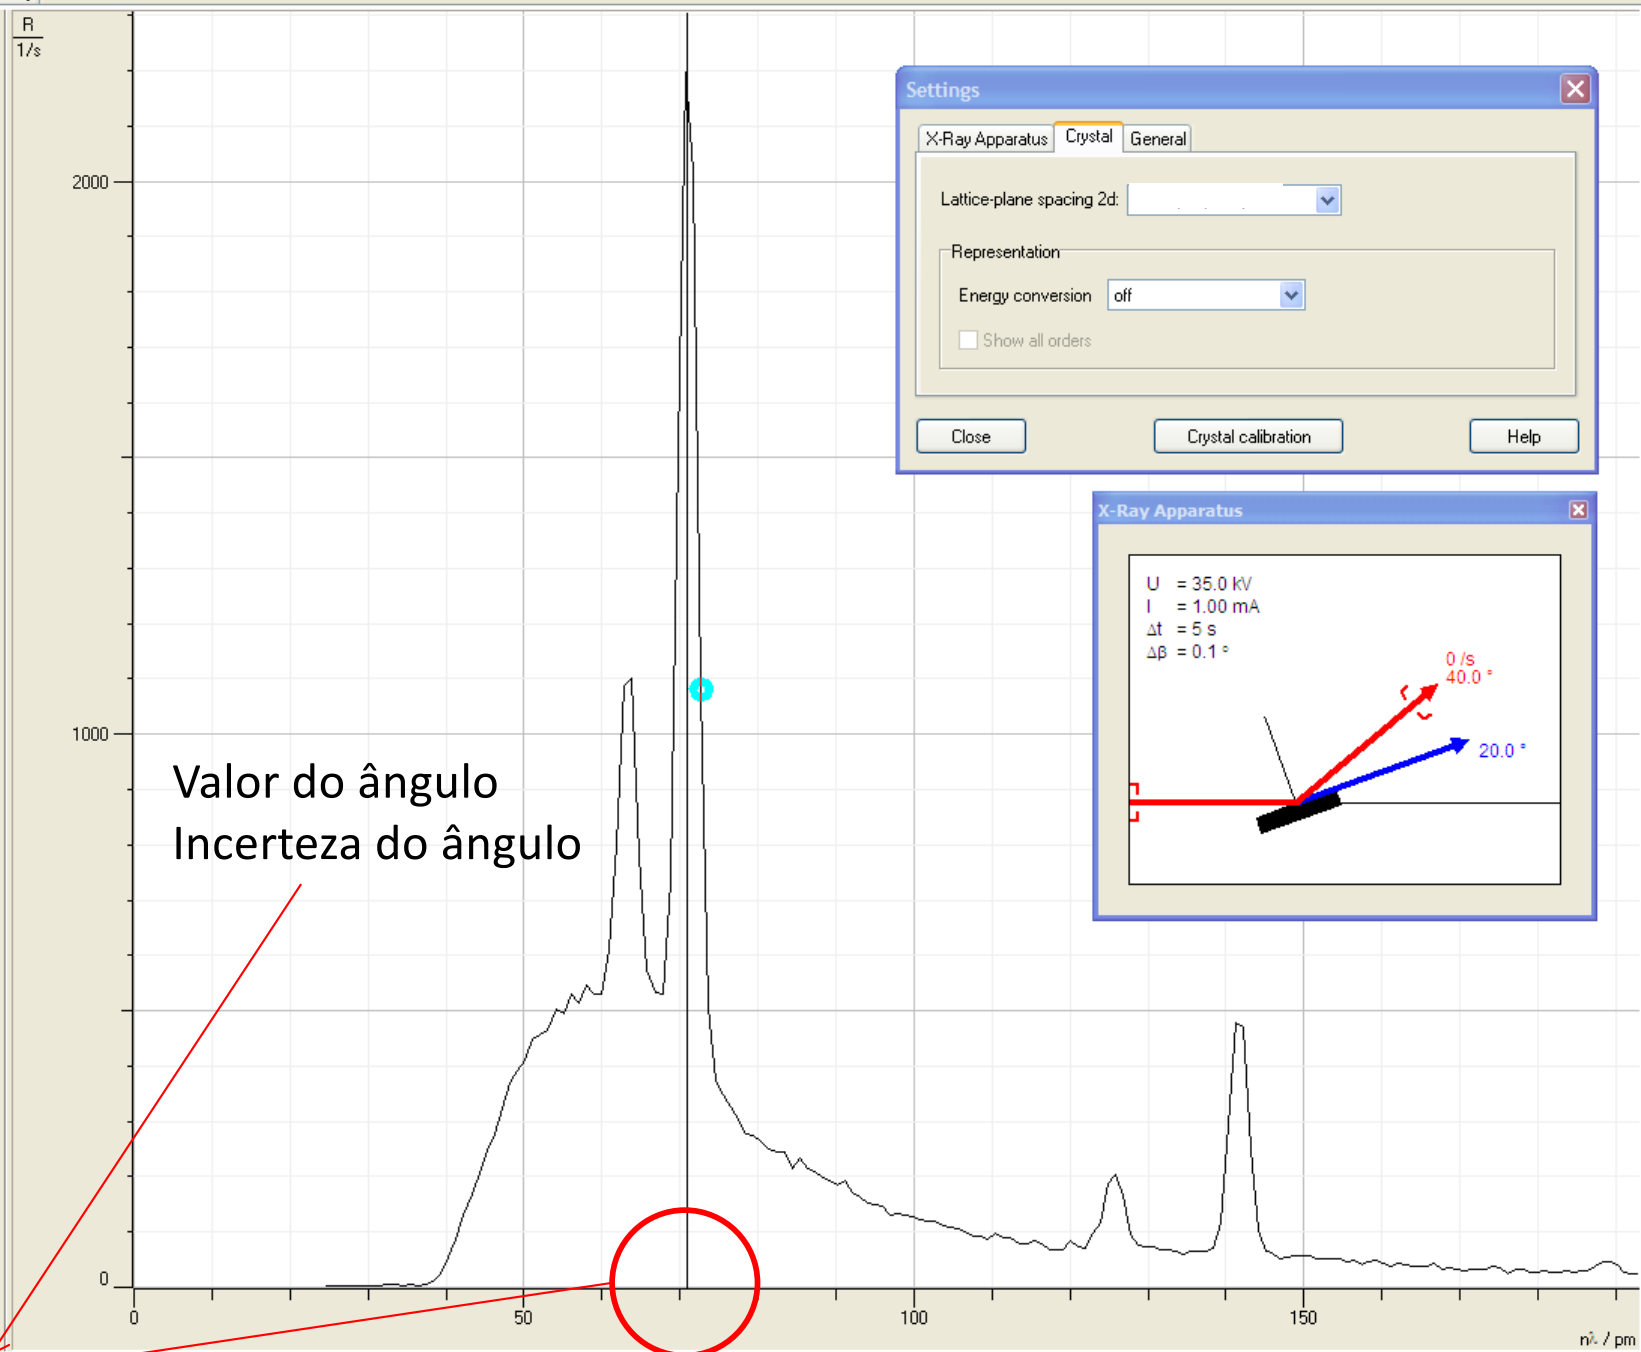 R
1/s
2000
1000
0
0
50
100
150
nλ / pm
Valor do ângulo
Incerteza do ângulo
Settings
X-Ray Apparatus
Crystal
General
Lattice-plane spacing 2d:
Representation
Energy conversion
off
Show all orders
Close
Crystal calibration
Help
X-Ray Apparatus
U = 35.0 kV
I = 1.00 mA
Δt = 5 s
Δβ = 0.1 °
0 /s
40.0 °
20.0 °